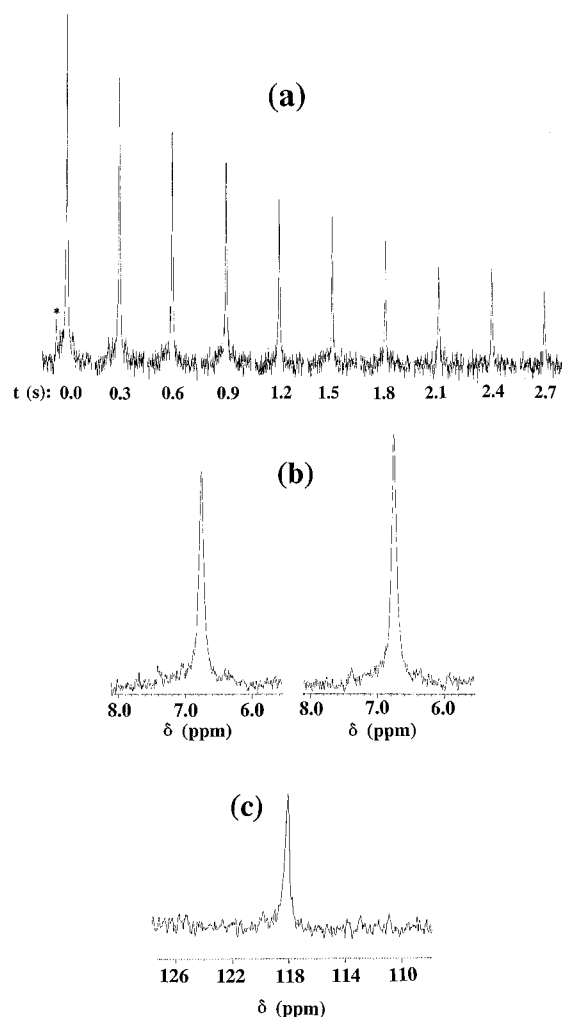 (a)
*
t (s): 0.0 0.3 0.6 0.9 1.2 1.5 1.8 2.1 2.4 2.7
(b)
8.0 7.0 6.0 8.0 7.0 6.0
δ (ppm) δ (ppm)
(c)
126 122 118 114 110
δ (ppm)